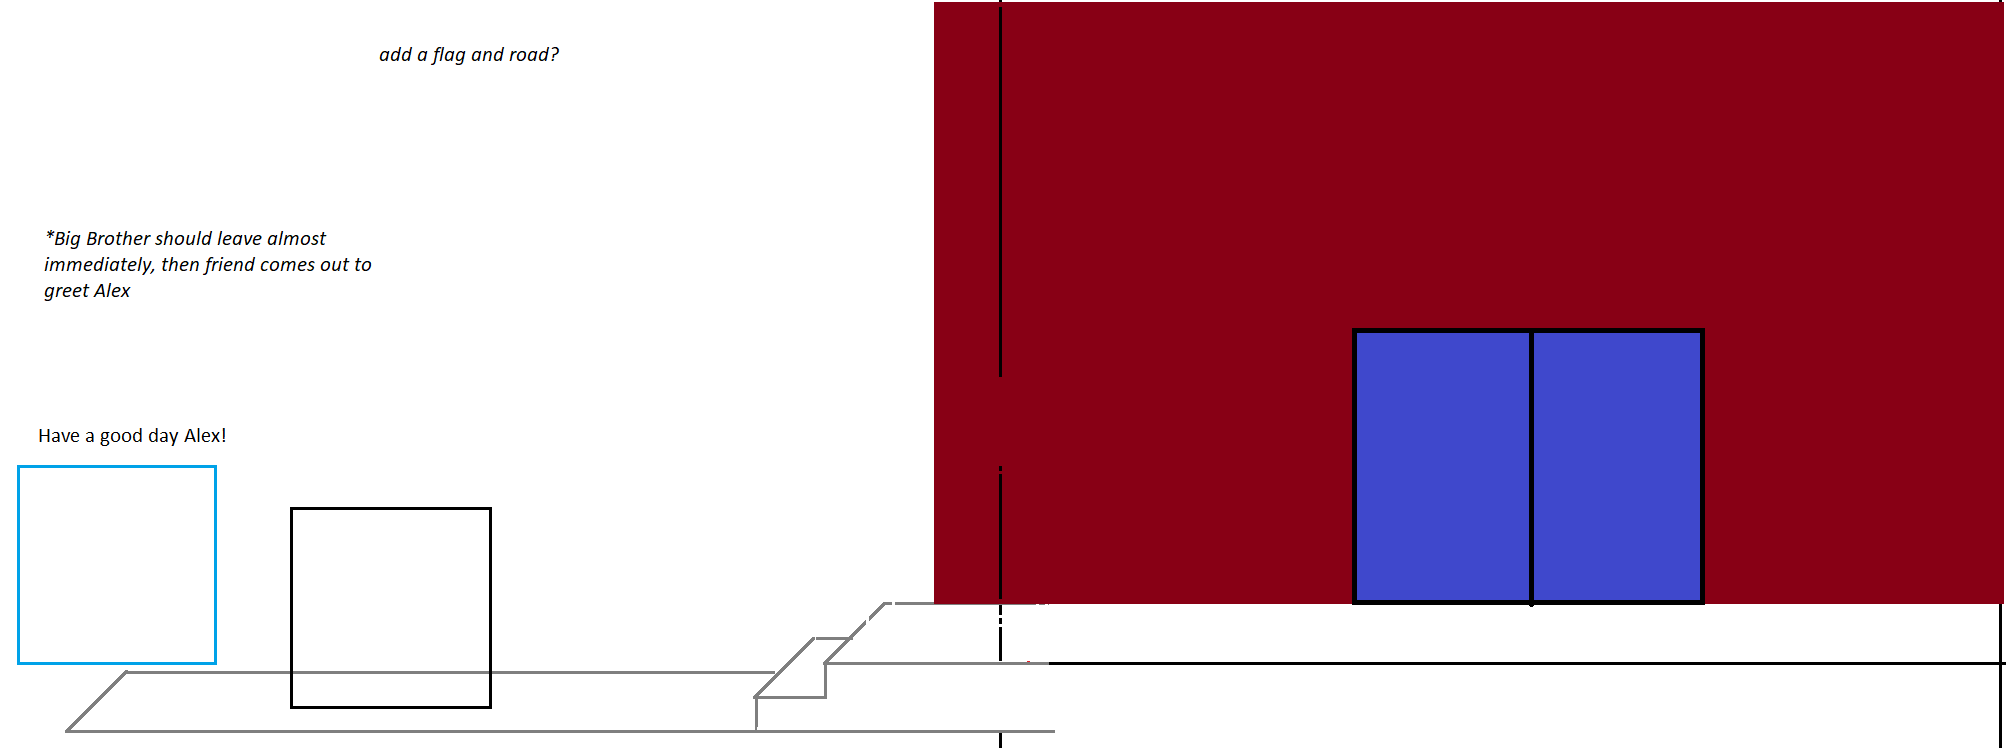 add a flag and road?
*Big Brother should leave almost
immediately, then friend comes out to
greet Alex
Have a good day Alex!